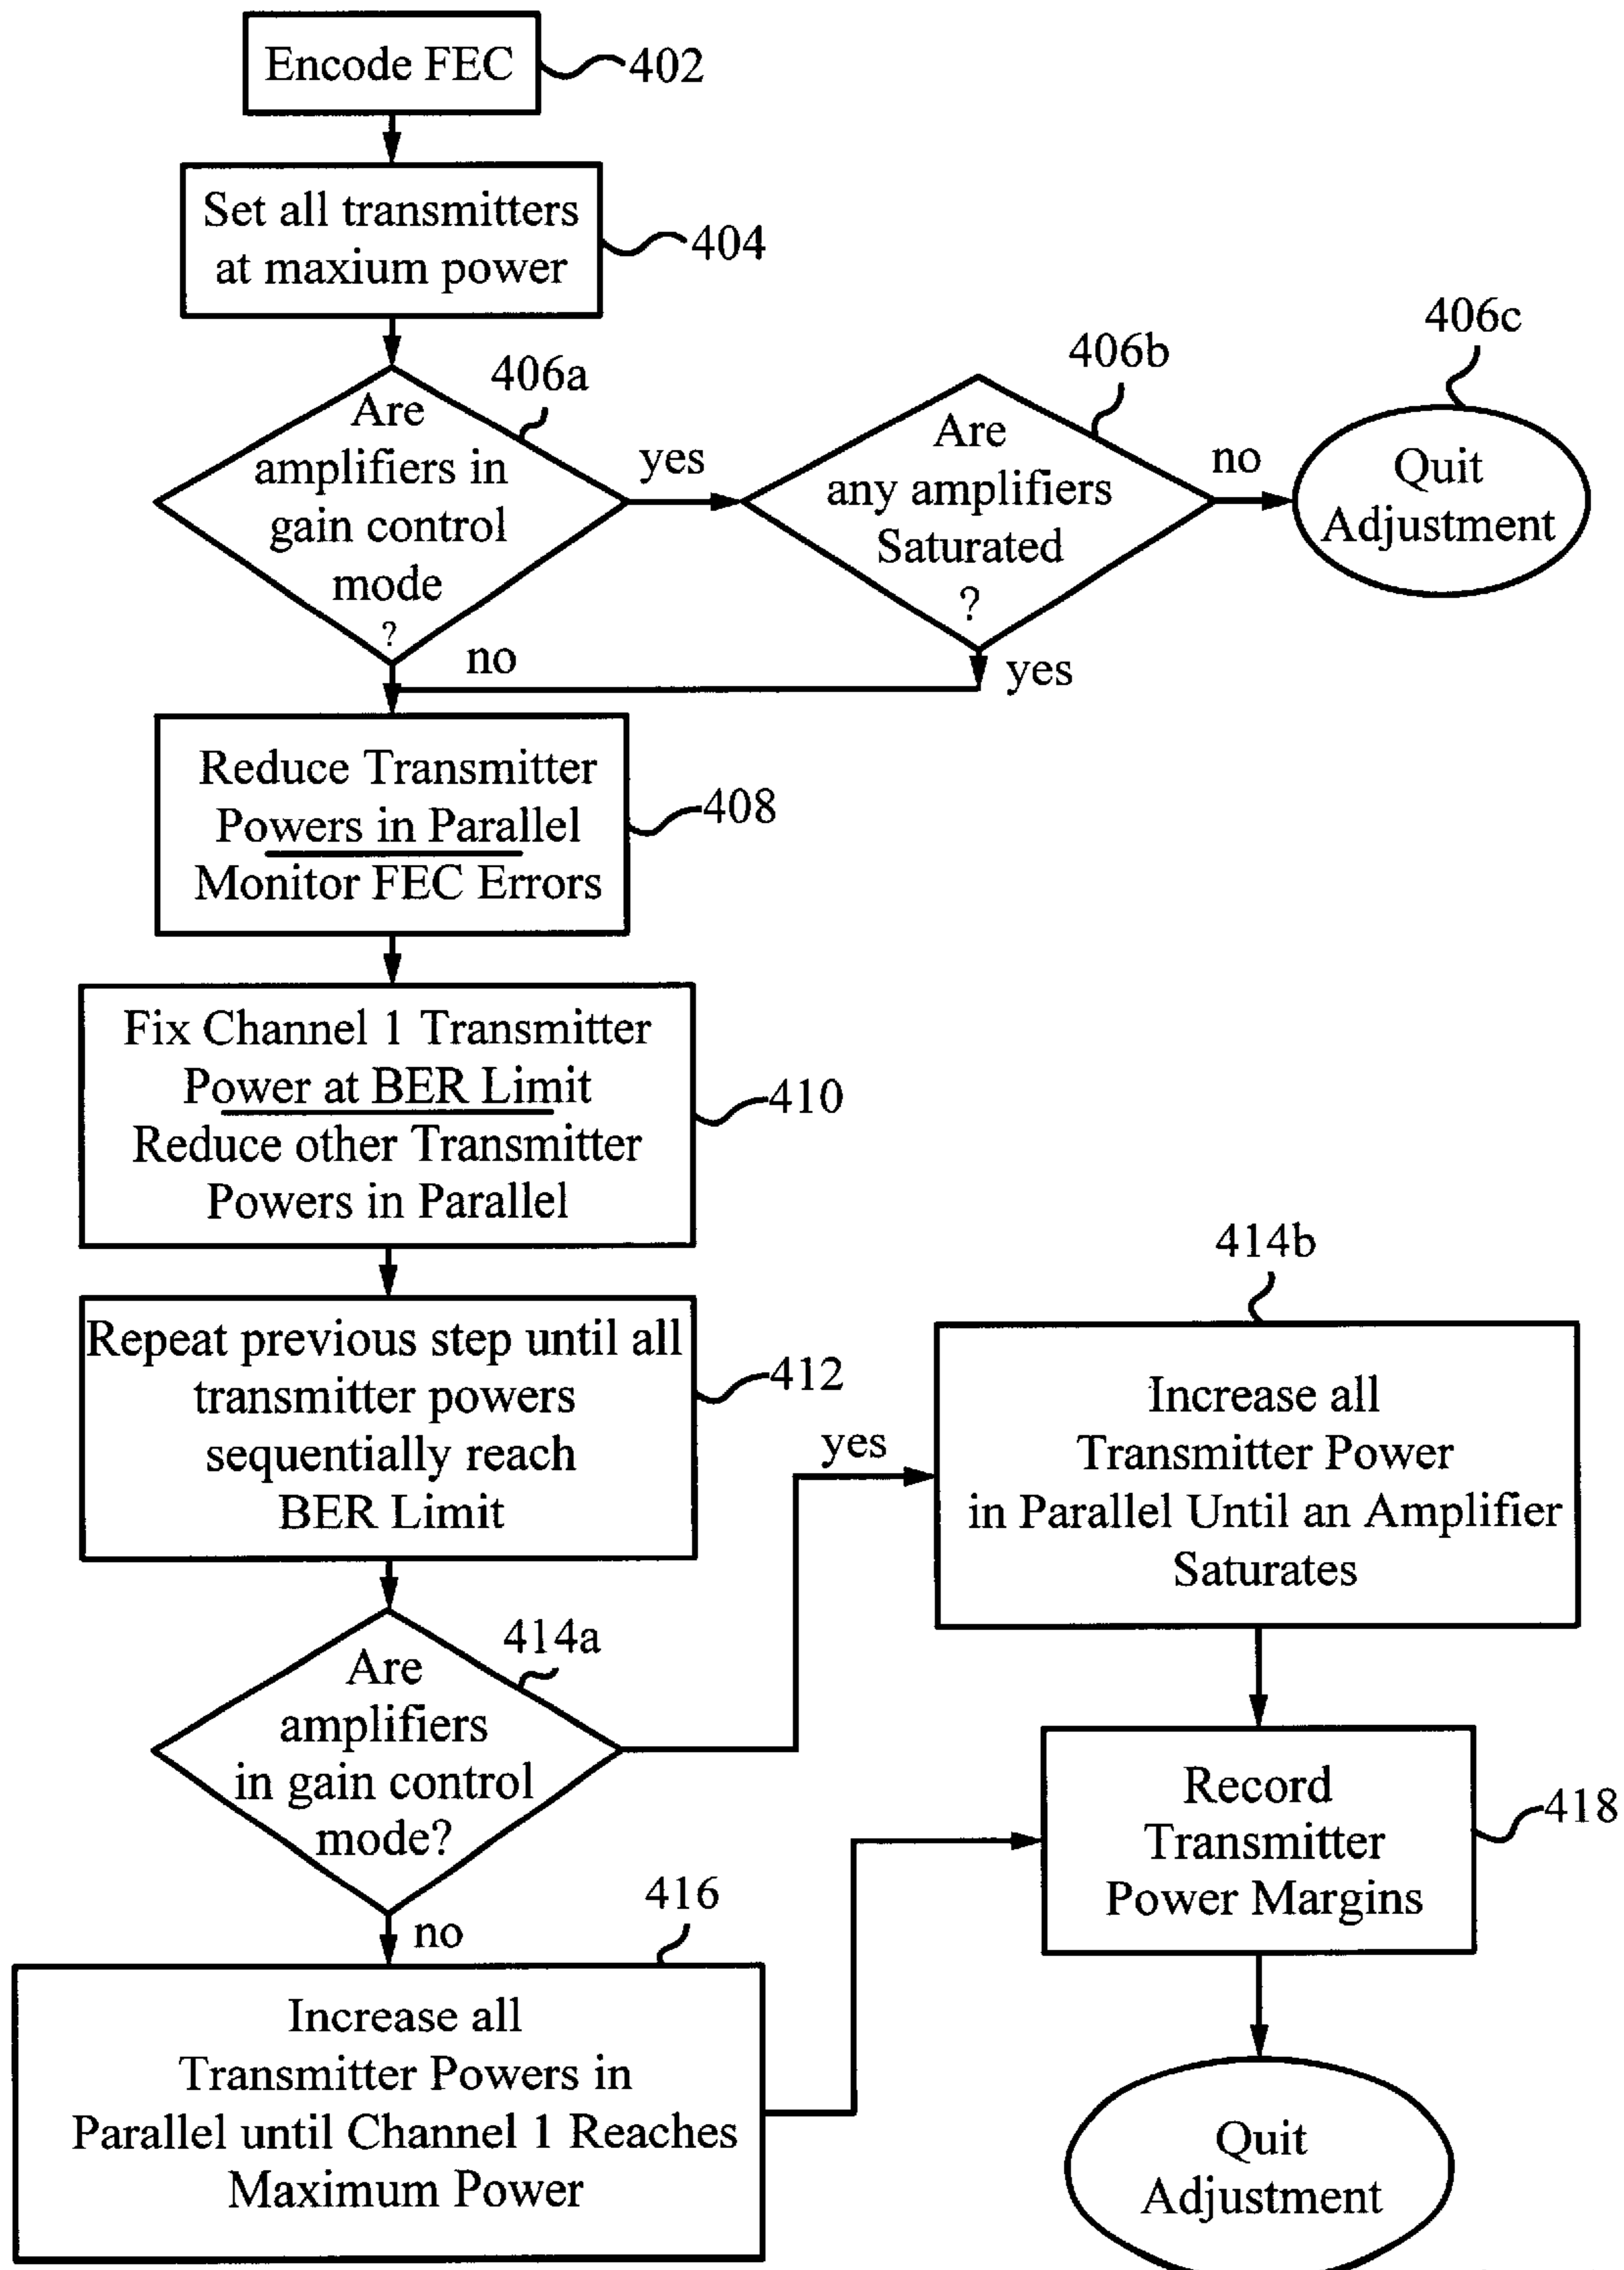 Encode FEC
402
Set all transmitters
at maxium power
404
406a
Are
amplifiers in
gain control
mode
?
yes
no
406b
Are
any amplifiers
Saturated
?
no
yes
406c
Quit
Adjustment
Reduce Transmitter
Powers in Parallel
Monitor FEC Errors
408
Fix Channel 1 Transmitter
Power at BER Limit
Reduce other Transmitter
Powers in Parallel
410
Repeat previous step until all
transmitter powers
sequentially reach
BER Limit
412
414a
Are
amplifiers
in gain control
mode?
yes
no
414b
Increase all
Transmitter Power
in Parallel Until an Amplifier
Saturates
416
Increase all
Transmitter Powers in
Parallel until Channel 1 Reaches
Maximum Power
Record
Transmitter
Power Margins
418
Quit
Adjustment